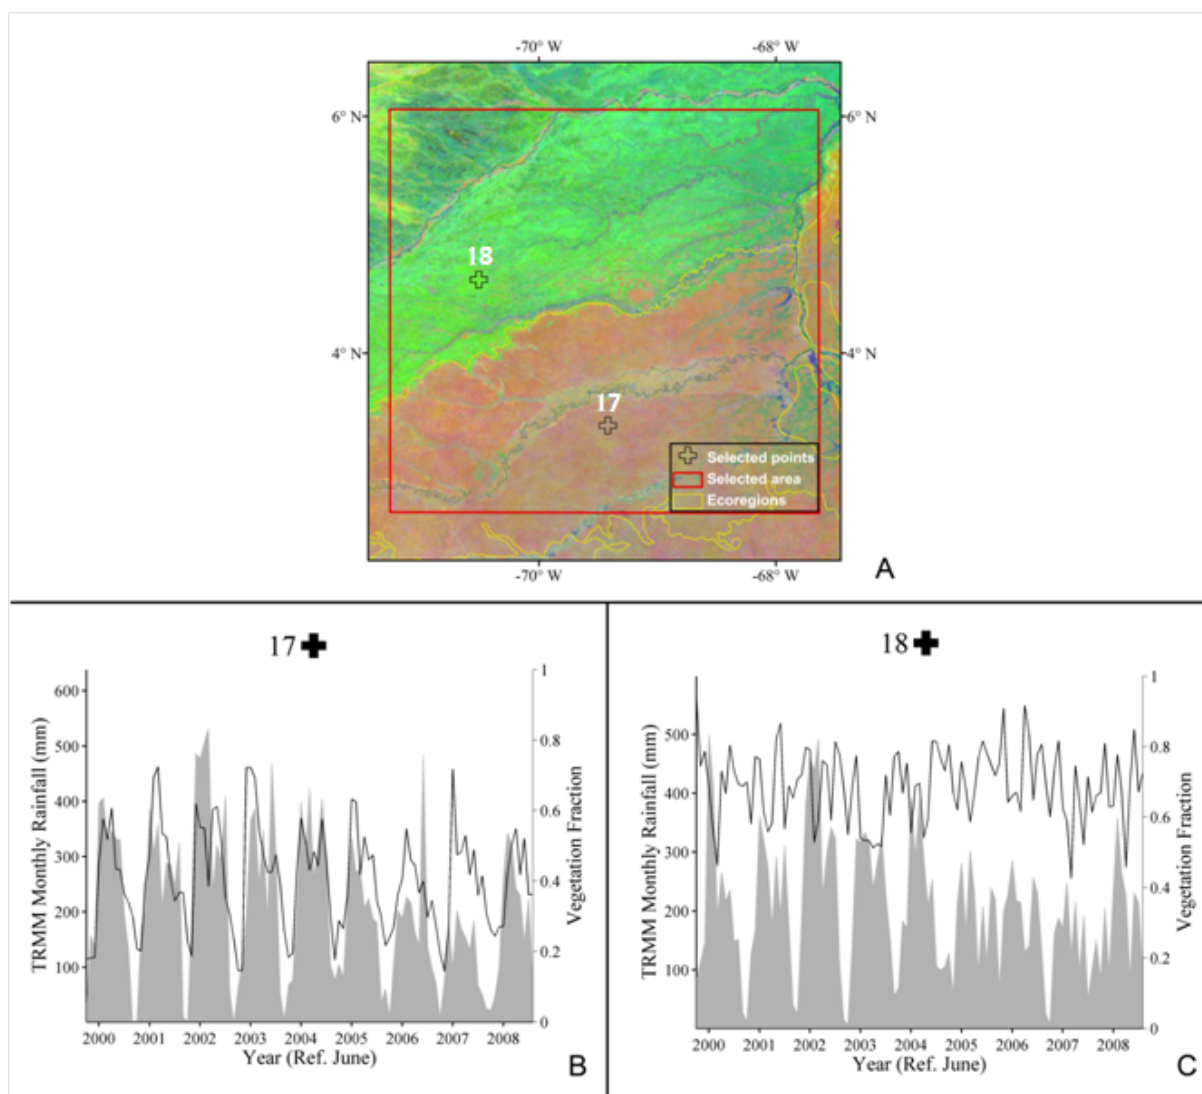 -70° W -68° W
6° N 6° N
18
4° N 4° N
17
Selected points
Selected area
Ecoregions
-70° W -68° W
A
17
18
TRMM Monthly Rainfall (mm)
600
500
400
300
200
100
1
0.8
0.6
0.4
0.2
0
Vegetation Fraction
2000 2001 2002 2003 2004 2005 2006 2007 2008
Year (Ref. June)
B
TRMM Monthly Rainfall (mm)
500
400
300
200
100
1
0.8
0.6
0.4
0.2
0
Vegetation Fraction
2000 2001 2002 2003 2004 2005 2006 2007 2008
Year (Ref. June)
C